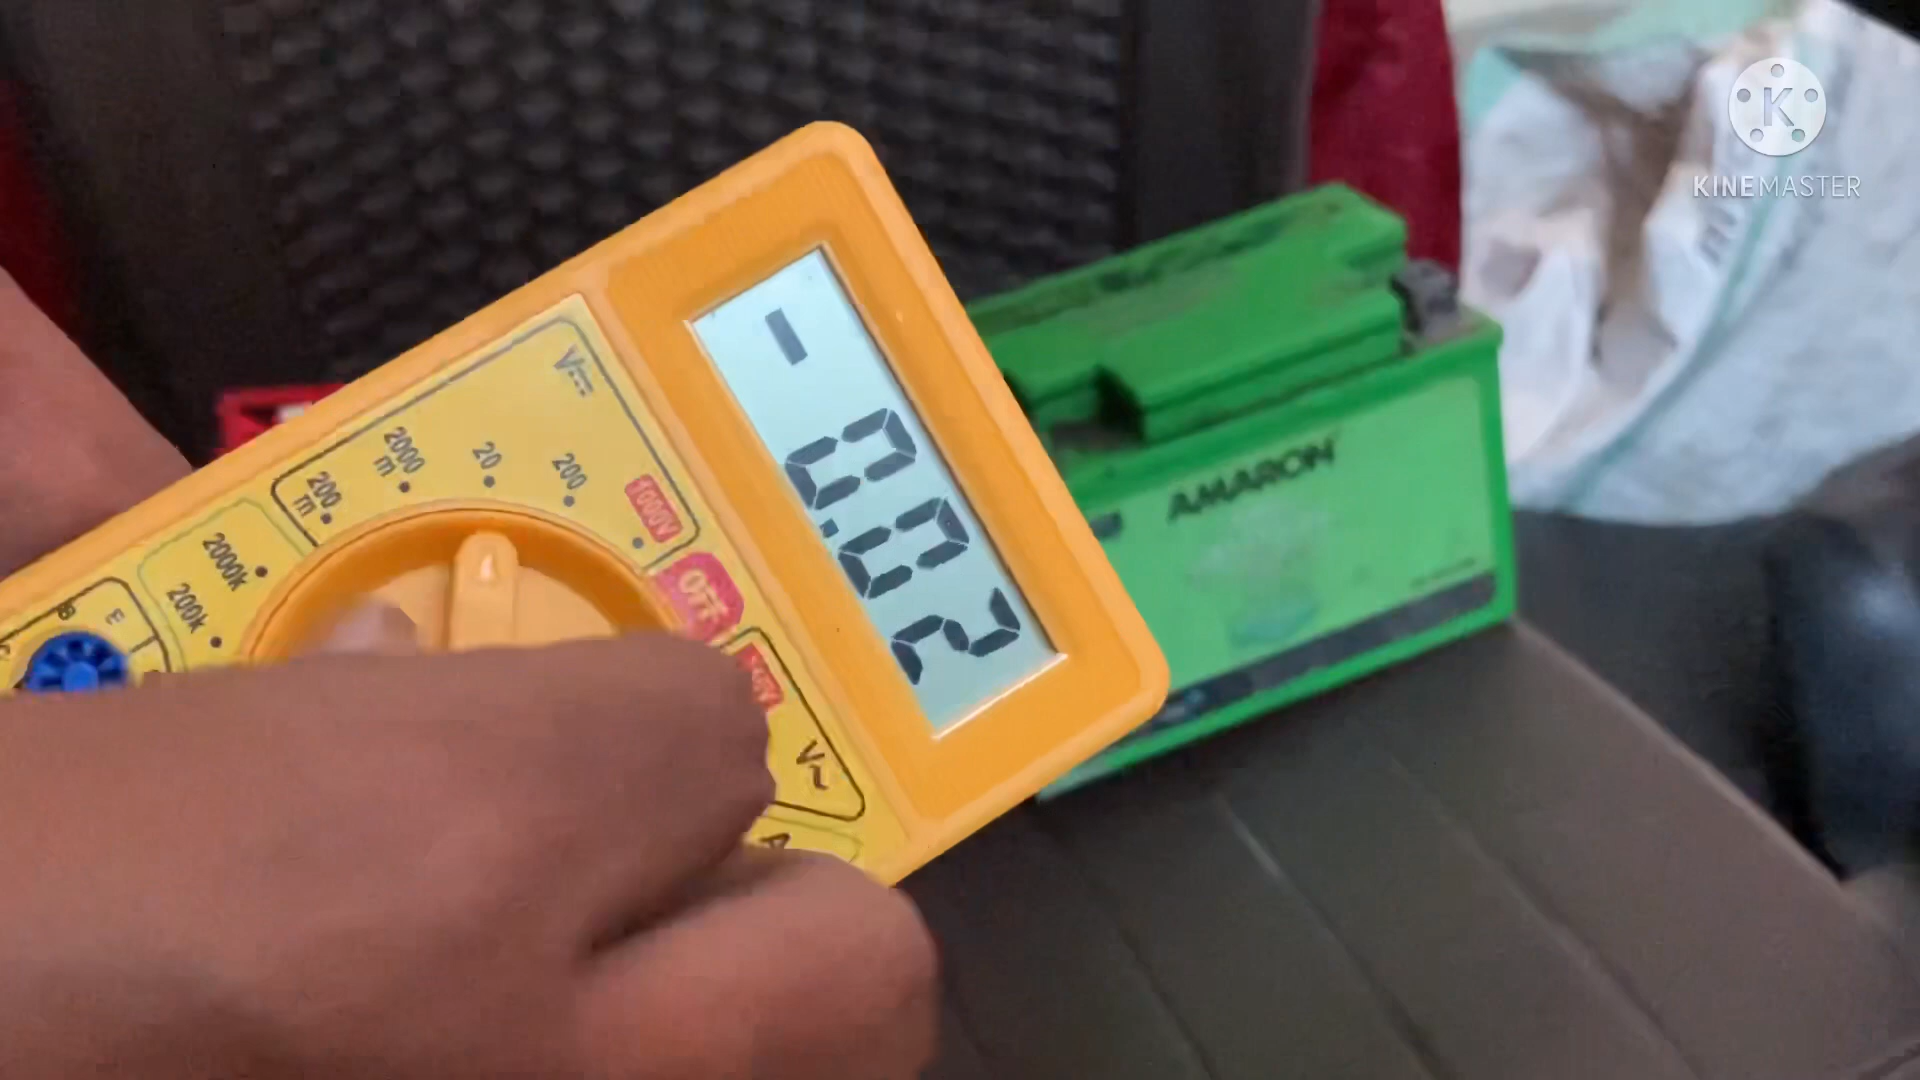 KINEMASTER
K
- 0.02
V
200
m
2000
m
20
200
1000V
OFF
2000k
200k
E
V~
A
AMARON